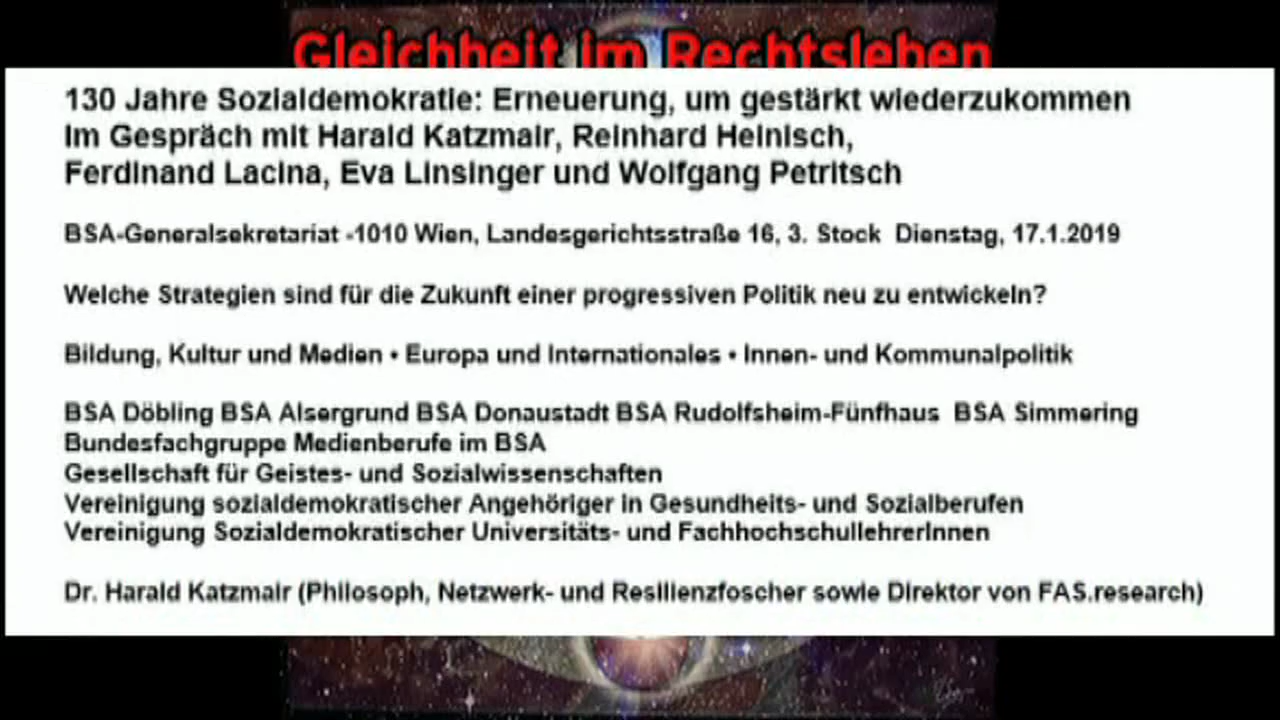 Gleichheit im Rechtsleben
130 Jahre Sozialdemokratie: Erneuerung, um gestärkt wiederzukommen
Im Gespräch mit Harald Katzmair, Reinhard Heinisch,
Ferdinand Lacina, Eva Linsinger und Wolfgang Petritsch
BSA-Generalsekretariat -1010 Wien, Landesgerichtsstraße 16, 3. Stock Dienstag, 17.1.2019
Welche Strategien sind für die Zukunft einer progressiven Politik neu zu entwickeln?
Bildung, Kultur und Medien • Europa und Internationales • Innen- und Kommunalpolitik
BSA Döbling BSA Alsergrund BSA Donaustadt BSA Rudolfsheim-Fünfhaus BSA Simmering
Bundesfachgruppe Medienberufe im BSA
Gesellschaft für Geistes- und Sozialwissenschaften
Vereinigung sozialdemokratischer Angehöriger in Gesundheits- und Sozialberufen
Vereinigung Sozialdemokratischer Universitäts- und FachhochschullehrerInnen
Dr. Harald Katzmair (Philosoph, Netzwerk- und Resilienzfoscher sowie Direktor von FAS.research)